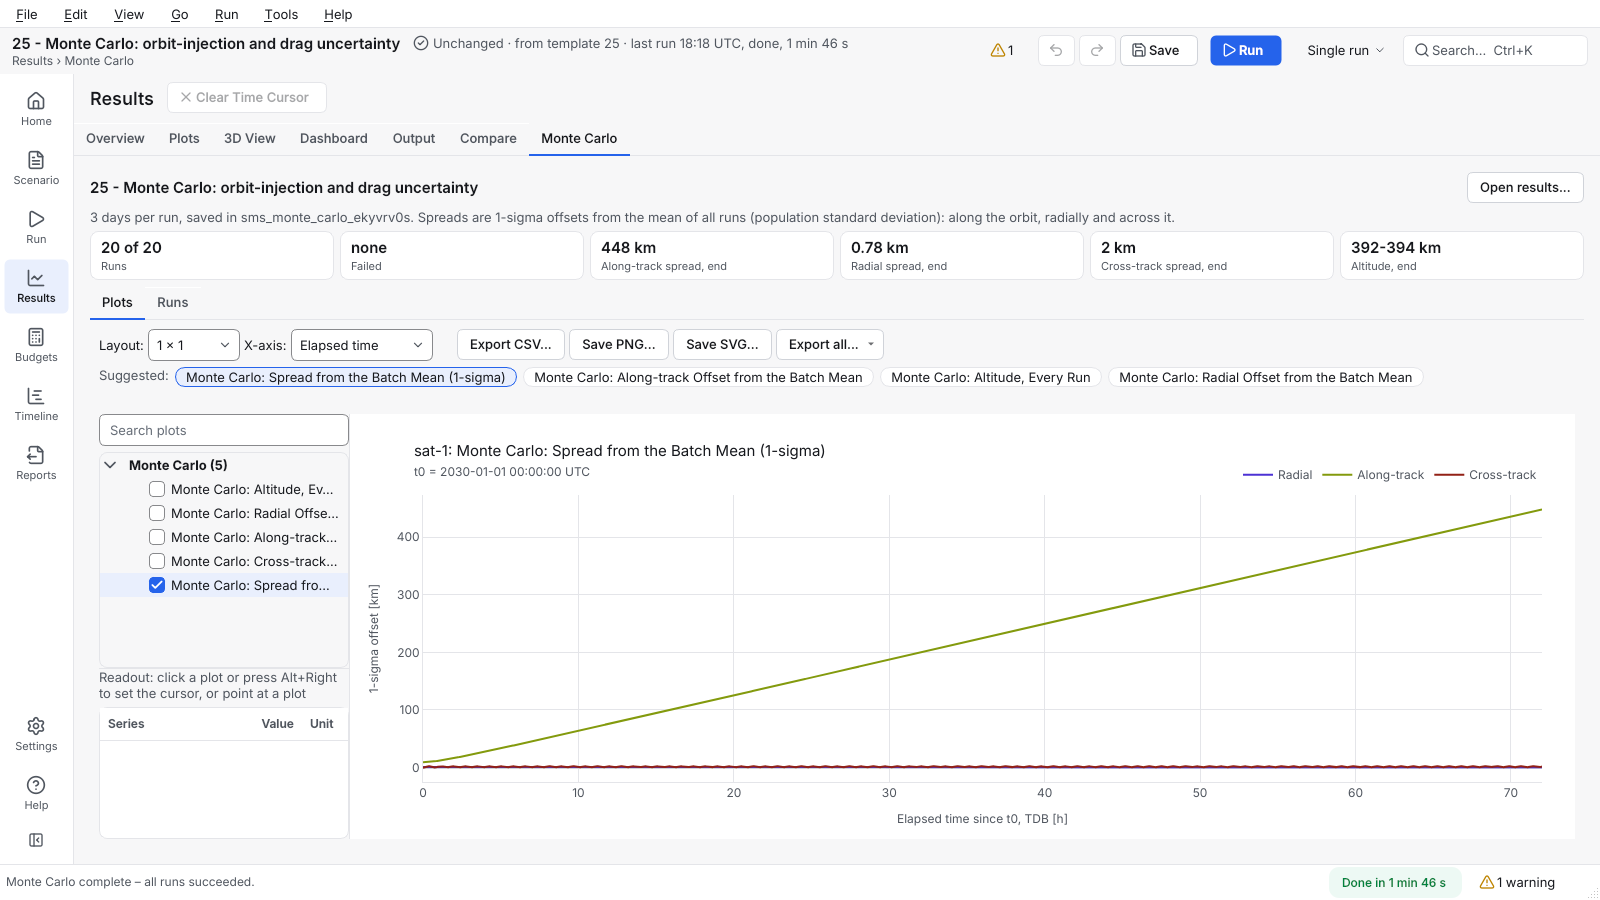 File Edit View Go Run Tools Help
25 - Monte Carlo: orbit-injection and drag uncertainty Unchanged · from template 25 · last run 18:18 UTC, done, 1 min 46 s 1 Save Run Single run Search... Ctrl+K
Results › Monte Carlo
Home
Scenario
Run
Results
Budgets
Timeline
Reports
Settings
Help
Results Clear Time Cursor
Overview Plots 3D View Dashboard Output Compare Monte Carlo
25 - Monte Carlo: orbit-injection and drag uncertainty Open results...
3 days per run, saved in sms_monte_carlo_ekyvrv0s. Spreads are 1-sigma offsets from the mean of all runs (population standard deviation): along the orbit, radially and across it.
20 of 20
Runs
none
Failed
448 km
Along-track spread, end
0.78 km
Radial spread, end
2 km
Cross-track spread, end
392-394 km
Altitude, end
Plots Runs
Layout: 1 × 1 X-axis: Elapsed time Export CSV... Save PNG... Save SVG... Export all...
Suggested: Monte Carlo: Spread from the Batch Mean (1-sigma) Monte Carlo: Along-track Offset from the Batch Mean Monte Carlo: Altitude, Every Run Monte Carlo: Radial Offset from the Batch Mean
Search plots
Monte Carlo (5)
Monte Carlo: Altitude, Ev...
Monte Carlo: Radial Offse...
Monte Carlo: Along-track...
Monte Carlo: Cross-track...
Monte Carlo: Spread fro...
Readout: click a plot or press Alt+Right
to set the cursor, or point at a plot
Series Value Unit
sat-1: Monte Carlo: Spread from the Batch Mean (1-sigma)
t0 = 2030-01-01 00:00:00 UTC
Radial Along-track Cross-track
1-sigma offset [km]
400
300
200
100
0
0 10 20 30 40 50 60 70
Elapsed time since t0, TDB [h]
Monte Carlo complete – all runs succeeded. Done in 1 min 46 s 1 warning